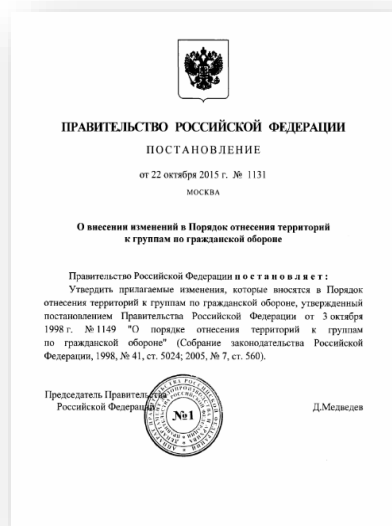 ПРАВИТЕЛЬСТВО РОССИЙСКОЙ ФЕДЕРАЦИИ
ПОСТАНОВЛЕНИЕ
от 22 октября 2015 г. № 1131
МОСКВА
О внесении изменений в Порядок отнесения территорий
к группам по гражданской обороне
Правительство Российской Федерации постановляет:
Утвердить прилагаемые изменения, которые вносятся в Порядок
отнесения территорий к группам по гражданской обороне, утвержденный
постановлением Правительства Российской Федерации от 3 октября
1998 г. № 1149 "О порядке отнесения территорий к группам
по гражданской обороне" (Собрание законодательства Российской
Федерации, 1998, № 41, ст. 5024; 2005, № 7, ст. 560).
Председатель Правительства
Российской Федерации
Д.Медведев
№1